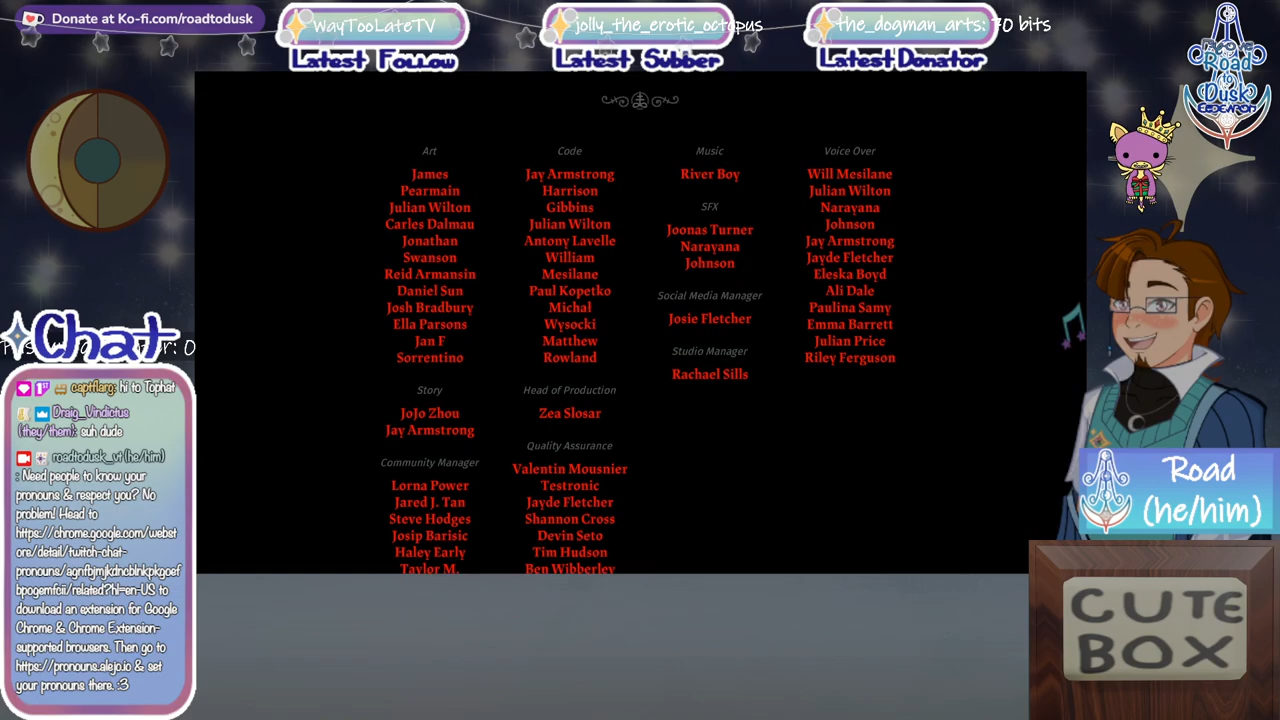 Donate at Ko-fi.com/roadtodusk
wayTooLateTV
Latest Follow
jolly_the_erotic_octopus
Latest Subber
the_dogman_arts: 70 bits
Latest Donator
Road
to
Dusk
Art
James
Pearmain
Julian Wilton
Carles Dalmau
Jonathan
Swanson
Reid Armansin
Daniel Sun
Josh Bradbury
Ella Parsons
Jan F
Sorrentino
Story
JoJo Zhou
Jay Armstrong
Community Manager
Lorna Power
Jared J. Tan
Steve Hodges
Josip Barisic
Haley Early
Taylor M.
Code
Jay Armstrong
Harrison
Gibbins
Julian Wilton
Antony Lavelle
William
Mesilane
Paul Kopetko
Michal
Wysocki
Matthew
Rowland
Head of Production
Zea Slosar
Quality Assurance
Valentin Mousnier
Testronic
Jayde Fletcher
Shannon Cross
Devin Seto
Tim Hudson
Ben Wibberley
Music
River Boy
SFX
Joonas Turner
Narayana
Johnson
Social Media Manager
Josie Fletcher
Studio Manager
Rachael Sills
Voice Over
Will Mesilane
Julian Wilton
Narayana
Johnson
Jay Armstrong
Jayde Fletcher
Eleska Boyd
Ali Dale
Paulina Samy
Emma Barrett
Julian Price
Riley Ferguson
Chat
: 0
captflarg: hi to Tophat
Draig_Vindictus
(they/them): suh dude
roadtodusk_vt (he/him)
: Need people to know your
pronouns & respect you? No
problem! Head to
https://chrome.google.com/webst
ore/detail/twitch-chat-
pronouns/agnfbjmjkdncblnkpkgoef
bpogemfcii/related?hl=en-US to
download an extension for Google
Chrome & Chrome Extension-
supported browsers. Then go to
https://pronouns.alejo.io & set
your pronouns there. :3
Road
(he/him)
CUTE
BOX